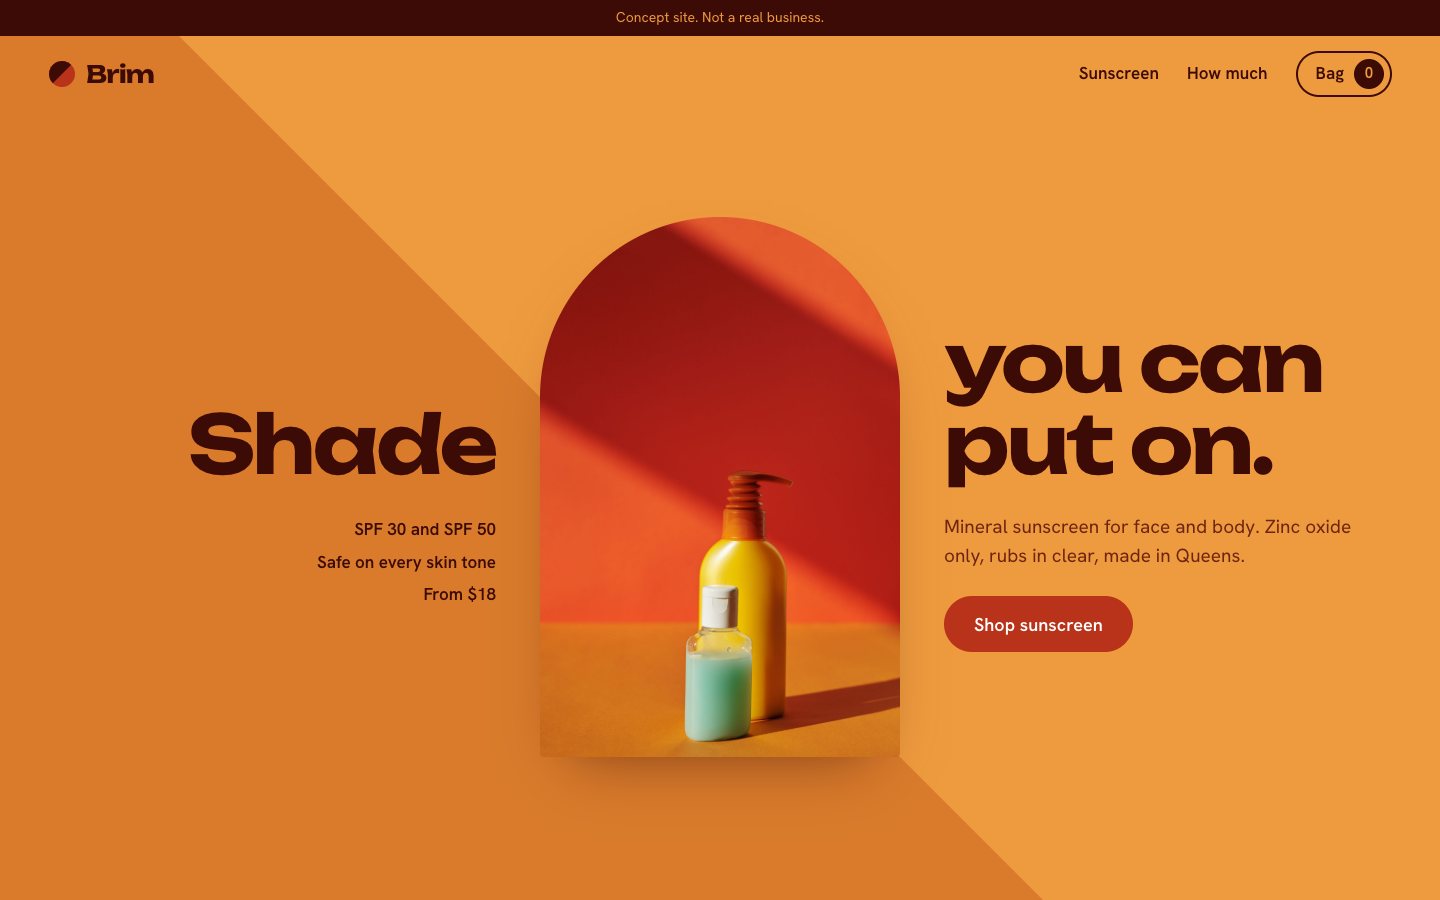 Concept site. Not a real business.
Brim
Sunscreen
How much
Bag 0
Shade
you can
put on.
SPF 30 and SPF 50
Safe on every skin tone
From $18
Mineral sunscreen for face and body. Zinc oxide
only, rubs in clear, made in Queens.
Shop sunscreen